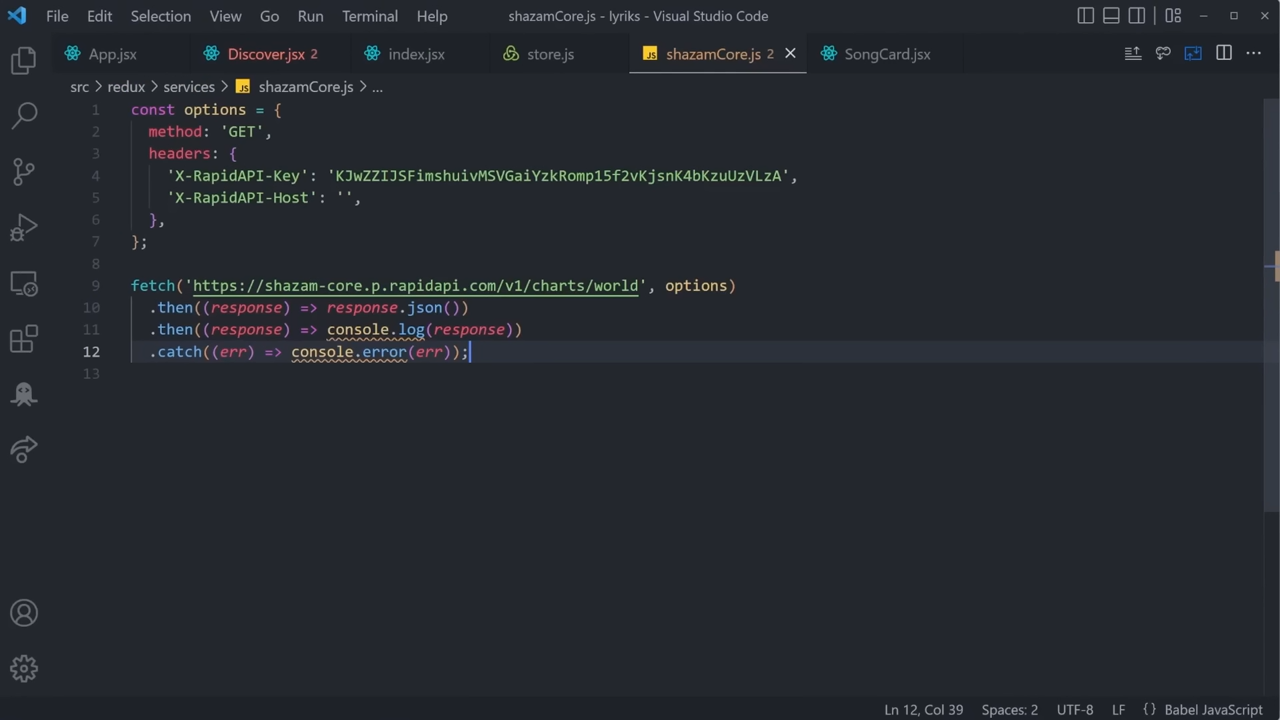 File Edit Selection View Go Run Terminal Help shazamCore.js - lyriks - Visual Studio Code
App.jsx Discover.jsx 2 index.jsx store.js JS shazamCore.js 2 SongCard.jsx
src > redux > services > JS shazamCore.js > ...
1 const options = {
2 method: 'GET',
3 headers: {
4 'X-RapidAPI-Key': 'KJwZZIJSFimshuivMSVGaiYzkRomp15f2vKjsnK4bKzuUzVLzA',
5 'X-RapidAPI-Host': '',
6 },
7 };
8
9 fetch('https://shazam-core.p.rapidapi.com/v1/charts/world', options)
10 .then((response) => response.json())
11 .then((response) => console.log(response))
12 .catch((err) => console.error(err));
13
Ln 12, Col 39 Spaces: 2 UTF-8 LF {} Babel JavaScript